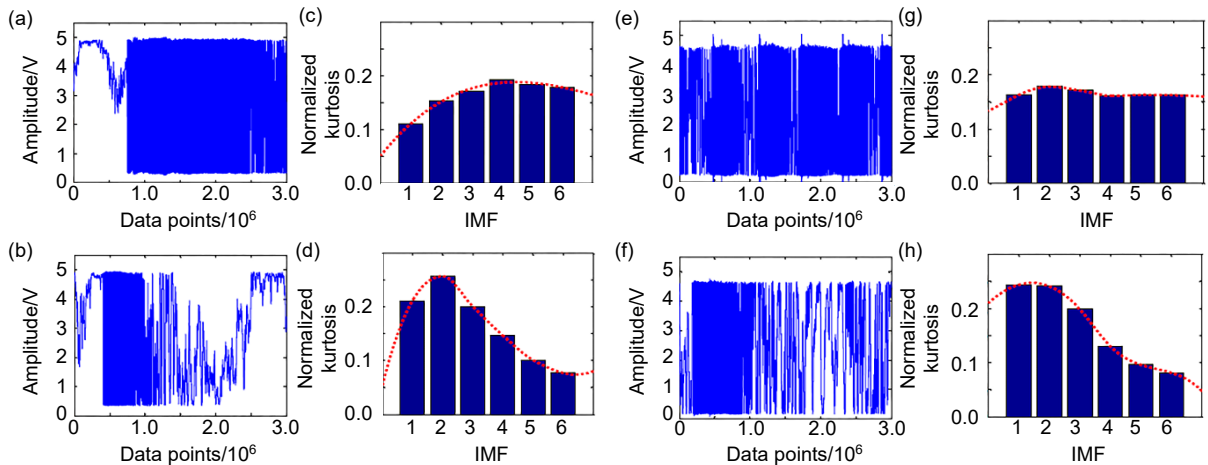 (a)
Amplitude/V
5
4
3
2
1
0
0 1.0 2.0 3.0
Data points/10⁶
(c)
Normalized
kurtosis
0.2
0.1
0.0
1 2 3 4 5 6
IMF
(e)
Amplitude/V
5
4
3
2
1
0
0 1.0 2.0 3.0
Data points/10⁶
(g)
Normalized
kurtosis
0.2
0.1
0.0
1 2 3 4 5 6
IMF
(b)
Amplitude/V
5
4
3
2
1
0
0 1.0 2.0 3.0
Data points/10⁶
(d)
Normalized
kurtosis
0.2
0.1
0.0
1 2 3 4 5 6
IMF
(f)
Amplitude/V
5
4
3
2
1
0
0 1.0 2.0 3.0
Data points/10⁶
(h)
Normalized
kurtosis
0.2
0.1
0.0
1 2 3 4 5 6
IMF